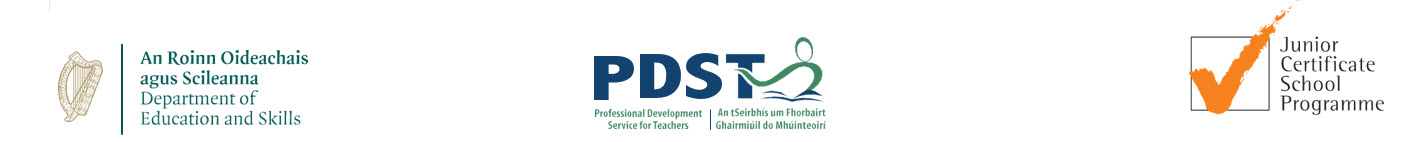 An Roinn Oideachais
agus Scileanna
Department of
Education and Skills
PDST
Professional Development
Service for Teachers
An tSeirbhís um Fhorbairt
Ghairmiúil do Mhúinteoirí
Junior
Certificate
School
Programme